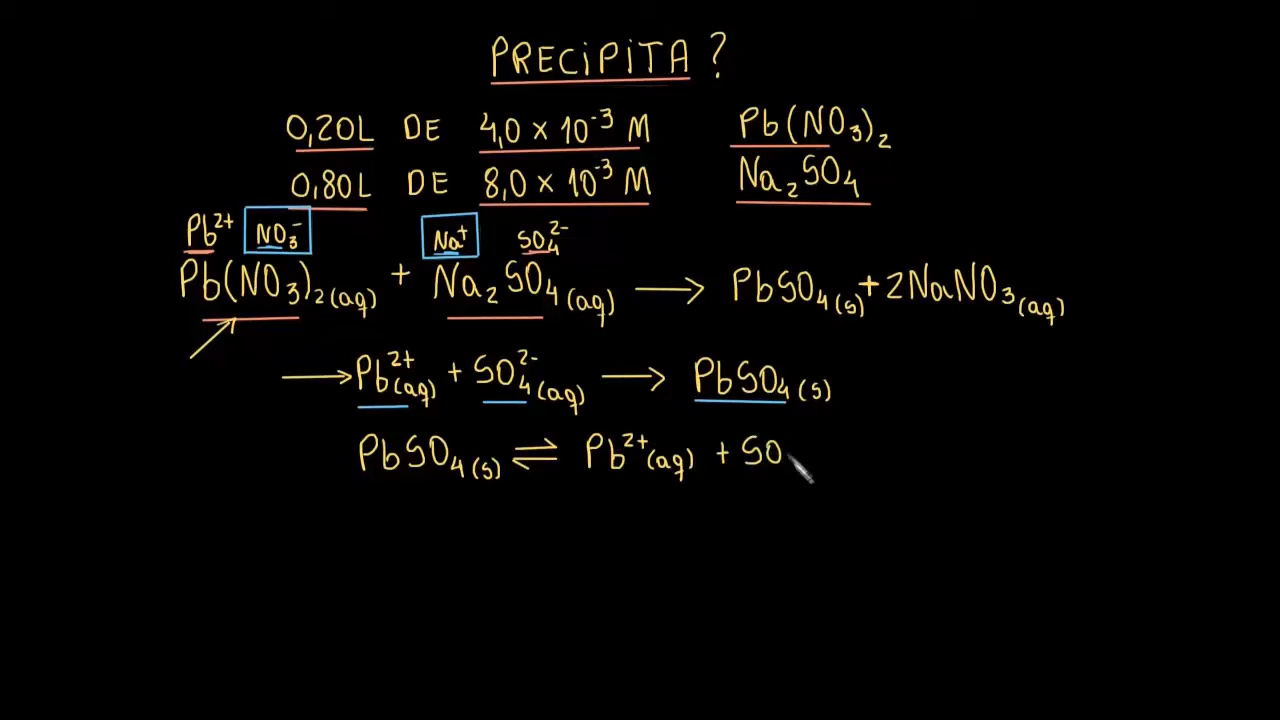 PRECIPITA ?
0,20L DE 4,0 × 10⁻³ M Pb(NO₃)₂
0,80L DE 8,0 × 10⁻³ M Na₂SO₄
Pb²⁺ NO₃⁻ Na⁺ SO₄²⁻
Pb(NO₃)₂(aq) + Na₂SO₄(aq) ⟶ PbSO₄(s) + 2NaNO₃(aq)
⟶ Pb²⁺(aq) + SO₄²⁻(aq) ⟶ PbSO₄(s)
PbSO₄(s) ⇌ Pb²⁺(aq) + SO